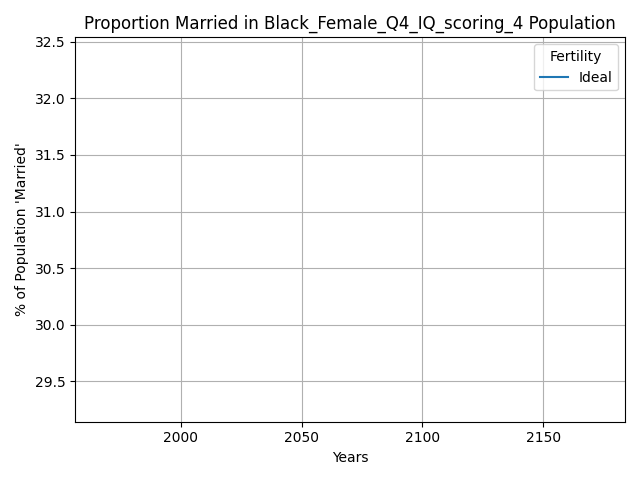 Proportion Married in Black_Female_Q4_IQ_scoring_4 Population
Fertility
Ideal
% of Population 'Married'
32.5
32.0
31.5
31.0
30.5
30.0
29.5
2000
2050
2100
2150
Years